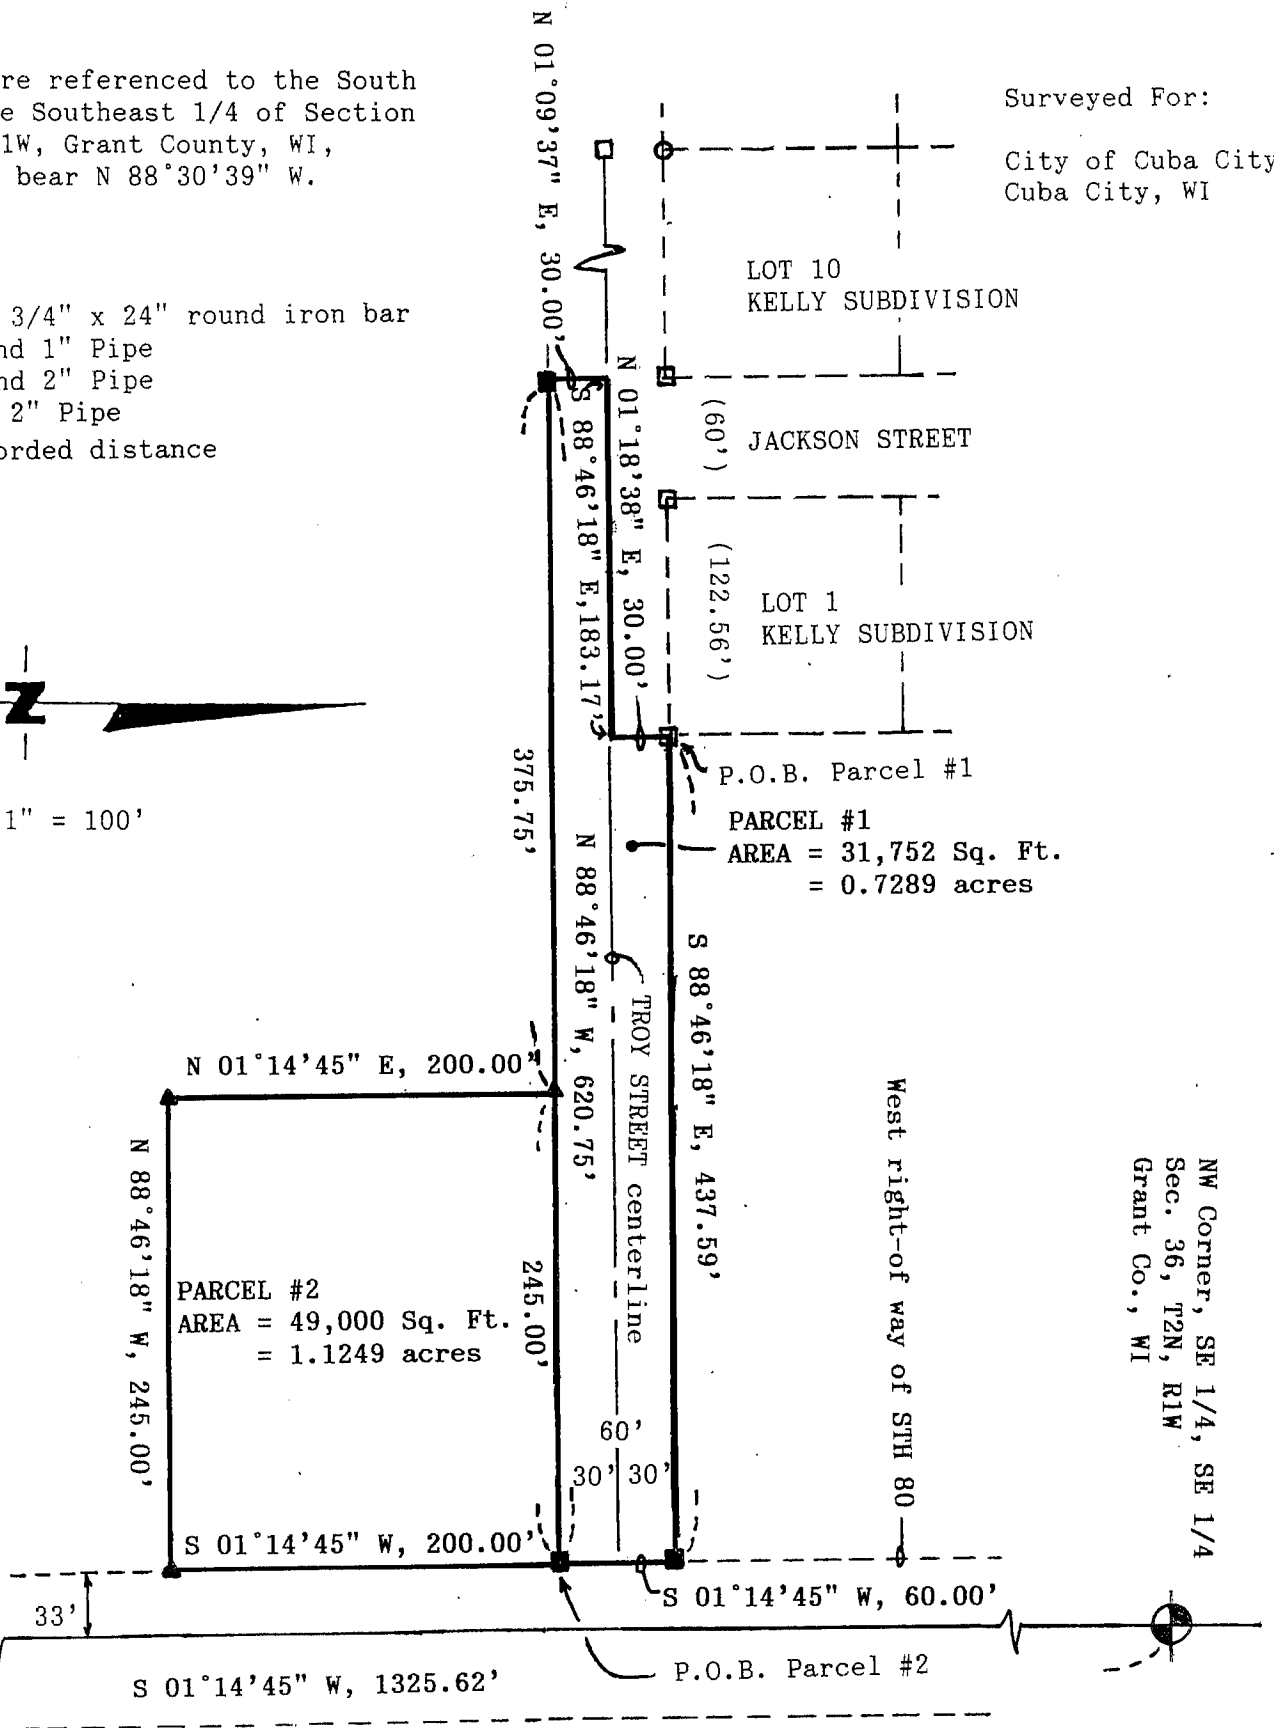 re referenced to the South
e Southeast 1/4 of Section
1W, Grant County, WI,
bear N 88°30'39" W.
Surveyed For:
City of Cuba City
Cuba City, WI
3/4" x 24" round iron bar
nd 1" Pipe
nd 2" Pipe
2" Pipe
orded distance
N 01°09'37" E, 30.00'
LOT 10
KELLY SUBDIVISION
N 01°18'38" E, 30.00'
S 88°46'18" E, 183.17'
(60')
JACKSON STREET
(122.56')
LOT 1
KELLY SUBDIVISION
N
1" = 100'
375.75'
P.O.B. Parcel #1
PARCEL #1
AREA = 31,752 Sq. Ft.
= 0.7289 acres
N 88°46'18" W, 620.75'
S 88°46'18" E, 437.59'
TROY STREET centerline
N 01°14'45" E, 200.00'
N 88°46'18" W, 245.00'
PARCEL #2
AREA = 49,000 Sq. Ft.
= 1.1249 acres
245.00'
West right-of way of STH 80
NW Corner, SE 1/4, SE 1/4
Sec. 36, T2N, R1W
Grant Co., WI
60'
30'
30'
S 01°14'45" W, 200.00'
S 01°14'45" W, 60.00'
33'
P.O.B. Parcel #2
S 01°14'45" W, 1325.62'